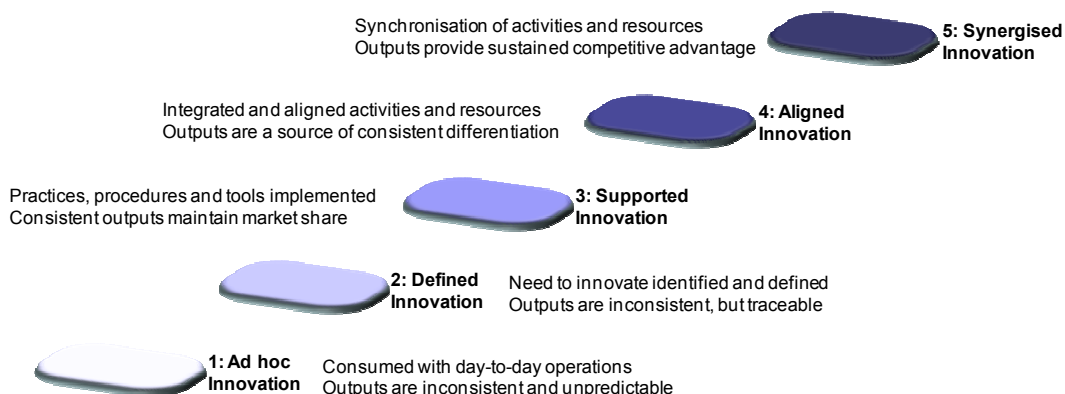 Synchronisation of activities and resources
Outputs provide sustained competitive advantage
5: Synergised
Innovation
Integrated and aligned activities and resources
Outputs are a source of consistent differentiation
4: Aligned
Innovation
Practices, procedures and tools implemented
Consistent outputs maintain market share
3: Supported
Innovation
2: Defined
Innovation
Need to innovate identified and defined
Outputs are inconsistent, but traceable
1: Ad hoc
Innovation
Consumed with day-to-day operations
Outputs are inconsistent and unpredictable